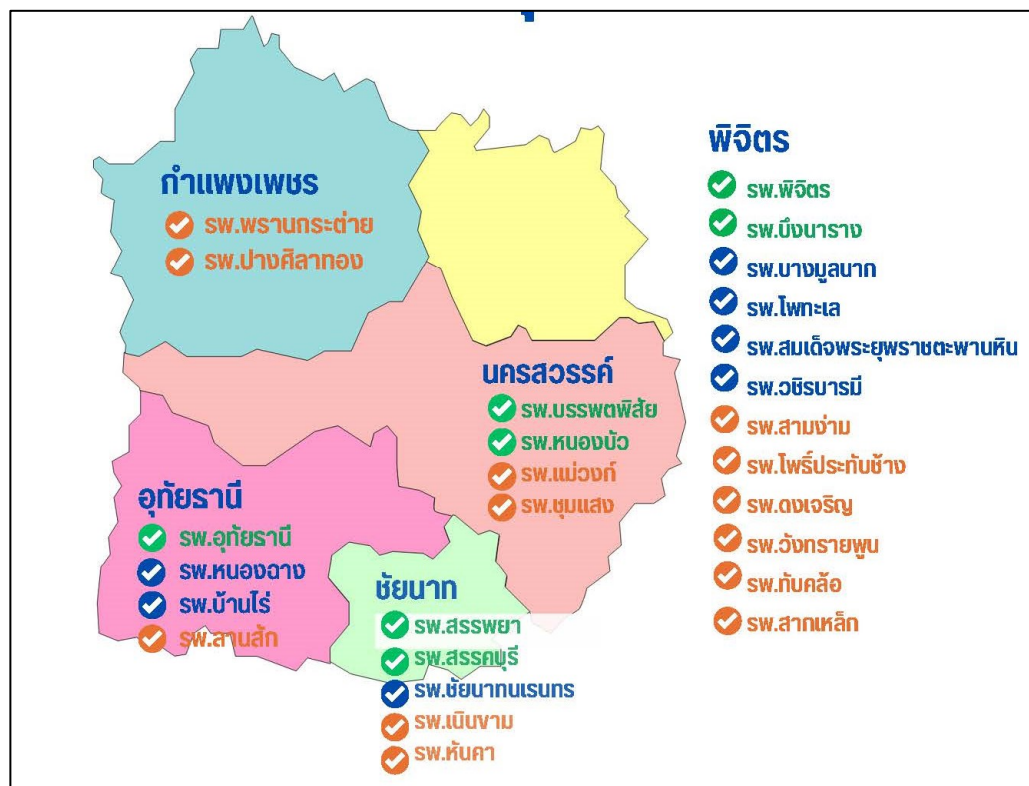 กำแพงเพชร
รพ.พรานกระต่าย
รพ.ปางศิลาทอง
นครสวรรค์
รพ.บรรพตพิสัย
รพ.หนองบัว
รพ.แม่วงก์
รพ.ชุมแสง
อุทัยธานี
รพ.อุทัยธานี
รพ.หนองฉาง
รพ.บ้านไร่
รพ.ลานสัก
ชัยนาท
รพ.สรรพยา
รพ.สรรคบุรี
รพ.ชัยนาทนเรนทร
รพ.เนินขาม
รพ.หันคา
พิจิตร
รพ.พิจิตร
รพ.บึงนาราง
รพ.บางมูลนาก
รพ.โพทะเล
รพ.สมเด็จพระยุพราชตะพานหิน
รพ.วชิรบารมี
รพ.สามง่าม
รพ.โพธิ์ประทับช้าง
รพ.ดงเจริญ
รพ.วังทรายพูน
รพ.ทับคล้อ
รพ.สากเหล็ก